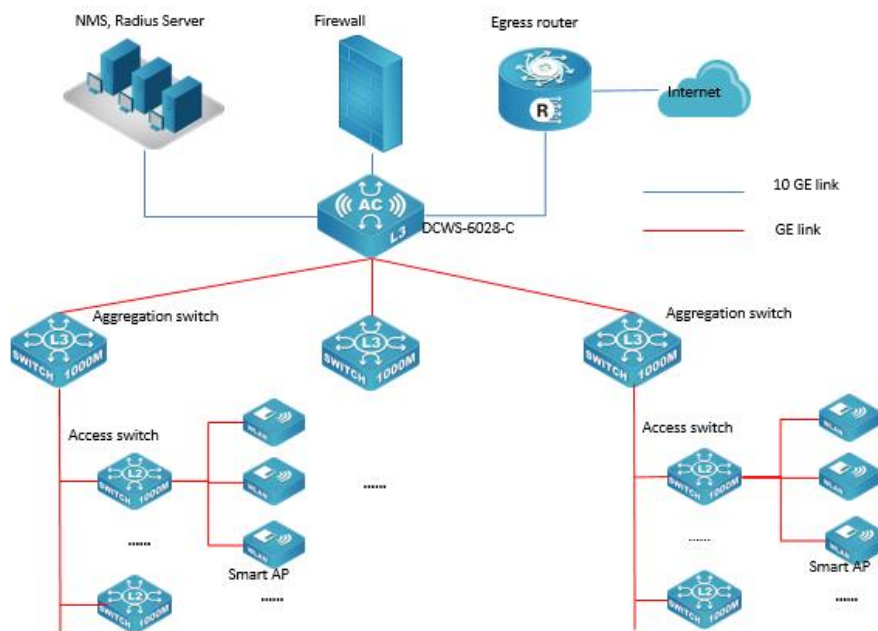 NMS, Radius Server
Firewall
Egress router
Internet
R
10 GE link
AC
DCWS-6028-C
L3
GE link
Aggregation switch
Aggregation switch
L3
SWITCH 1000M
L3
SWITCH 1000M
L3
SWITCH 1000M
Access switch
WLAN
Access switch
WLAN
L2
SWITCH 1000M
WLAN
......
L2
SWITCH 1000M
WLAN
......
WLAN
......
WLAN
Smart AP
Smart AP
L2
SWITCH 1000M
......
L2
SWITCH 1000M
......